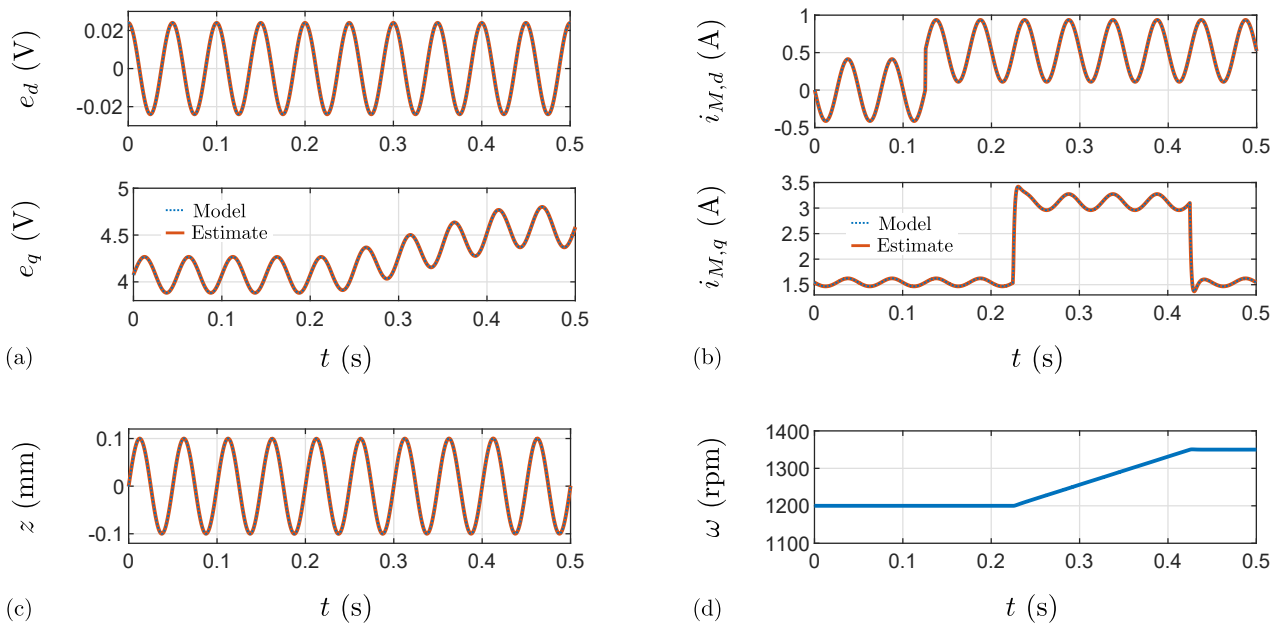 e_d (V)
0.02
0
-0.02
0 0.1 0.2 0.3 0.4 0.5
e_q (V)
5
4.5
4
Model
Estimate
0 0.1 0.2 0.3 0.4 0.5
(a) t (s)
i_{M,d} (A)
1
0.5
0
-0.5
0 0.1 0.2 0.3 0.4 0.5
i_{M,q} (A)
3.5
3
2.5
2
1.5
Model
Estimate
0 0.1 0.2 0.3 0.4 0.5
(b) t (s)
z (mm)
0.1
0
-0.1
0 0.1 0.2 0.3 0.4 0.5
(c) t (s)
ω (rpm)
1400
1300
1200
1100
0 0.1 0.2 0.3 0.4 0.5
(d) t (s)